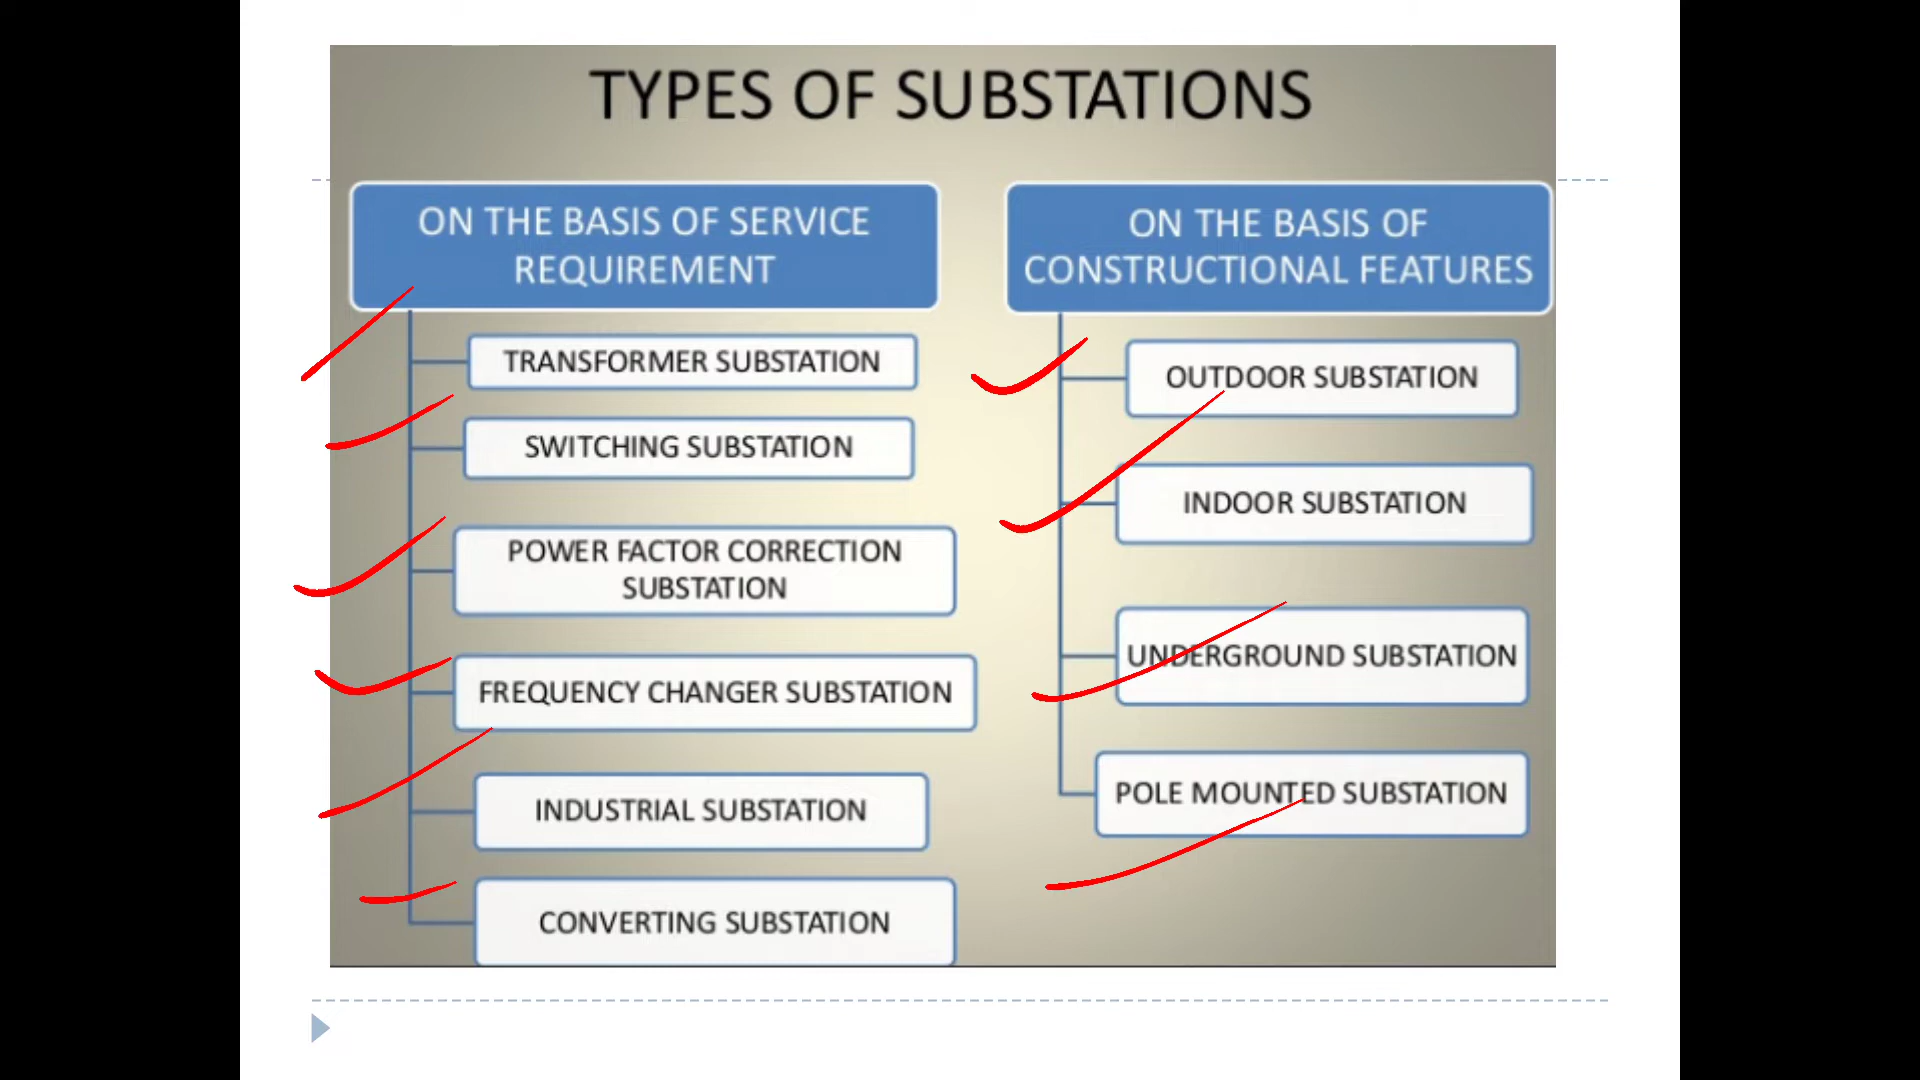 TYPES OF SUBSTATIONS
ON THE BASIS OF SERVICE
REQUIREMENT
TRANSFORMER SUBSTATION
SWITCHING SUBSTATION
POWER FACTOR CORRECTION
SUBSTATION
FREQUENCY CHANGER SUBSTATION
INDUSTRIAL SUBSTATION
CONVERTING SUBSTATION
ON THE BASIS OF
CONSTRUCTIONAL FEATURES
OUTDOOR SUBSTATION
INDOOR SUBSTATION
UNDERGROUND SUBSTATION
POLE MOUNTED SUBSTATION